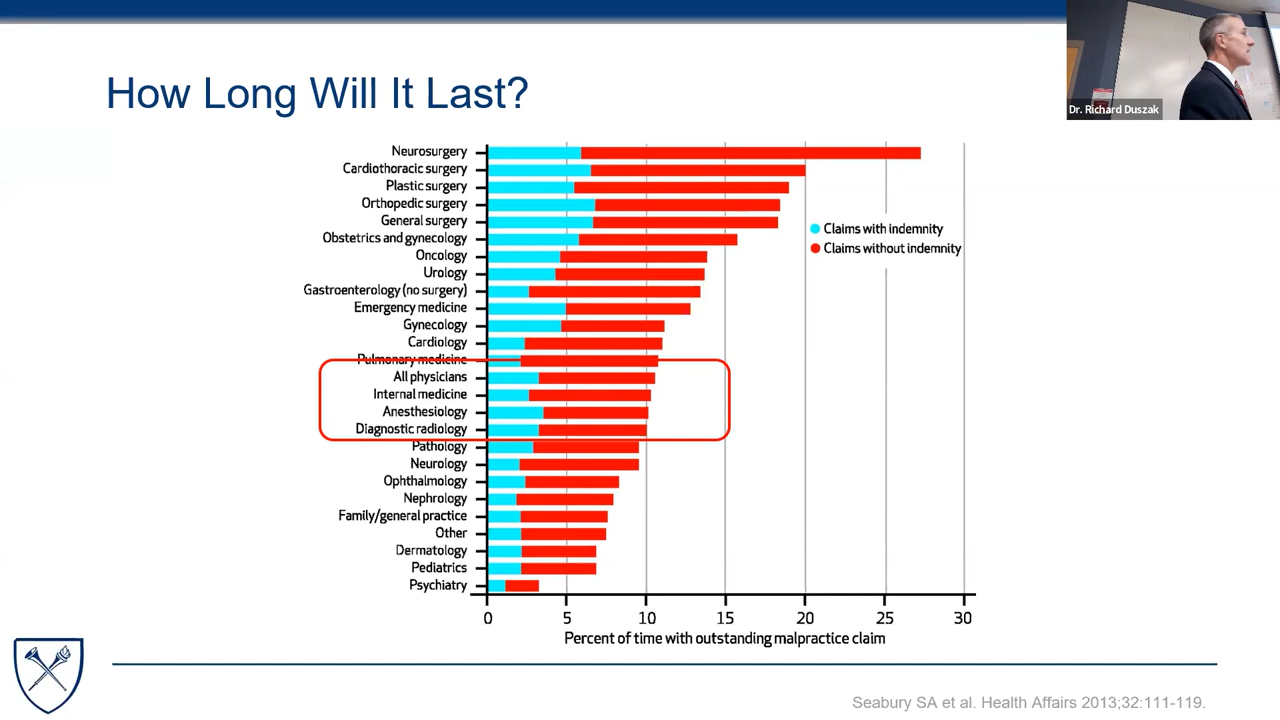 How Long Will It Last?
Dr. Richard Duszak
Neurosurgery
Cardiothoracic surgery
Plastic surgery
Orthopedic surgery
General surgery
Obstetrics and gynecology
Oncology
Urology
Gastroenterology (no surgery)
Emergency medicine
Gynecology
Cardiology
Pulmonary medicine
All physicians
Internal medicine
Anesthesiology
Diagnostic radiology
Pathology
Neurology
Ophthalmology
Nephrology
Family/general practice
Other
Dermatology
Pediatrics
Psychiatry
Claims with indemnity
Claims without indemnity
0 5 10 15 20 25 30
Percent of time with outstanding malpractice claim
Seabury SA et al. Health Affairs 2013;32:111-119.